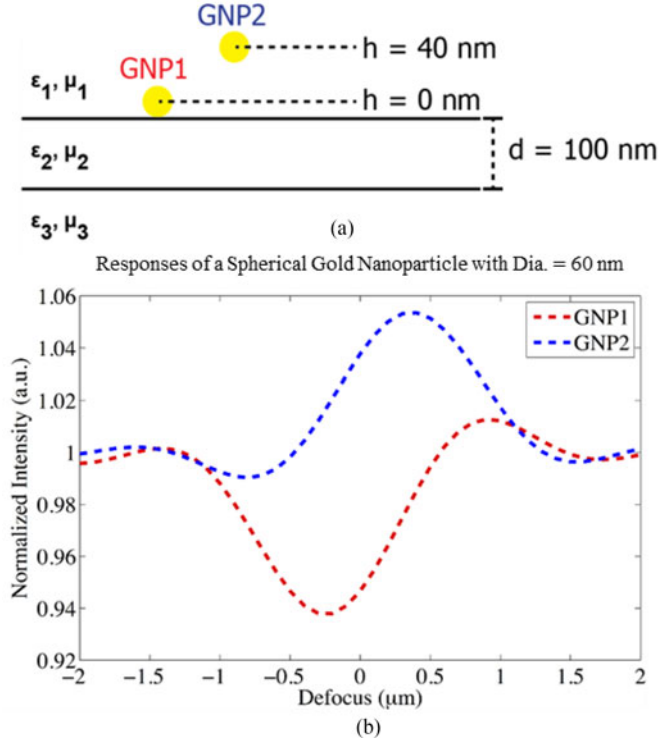 GNP2
h = 40 nm
GNP1
ε1, μ1
h = 0 nm
ε2, μ2
d = 100 nm
ε3, μ3
(a)
Responses of a Spherical Gold Nanoparticle with Dia. = 60 nm
1.06
1.04
1.02
1
0.98
0.96
0.94
0.92
Normalized Intensity (a.u.)
GNP1
GNP2
−2 −1.5 −1 −0.5 0 0.5 1 1.5 2
Defocus (μm)
(b)